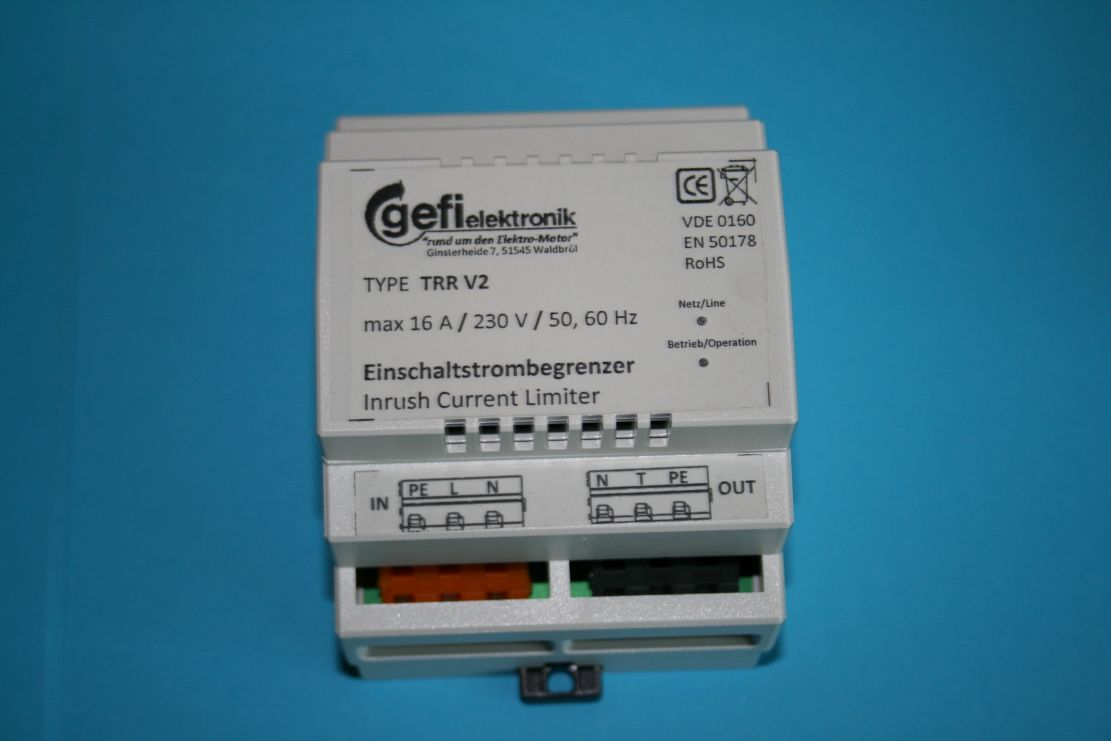 gefi elektronik
"rund um den Elektro-Motor"
Ginsterheide 7, 51545 Waldbröl
TYPE TRR V2
max 16 A / 230 V / 50, 60 Hz
Einschaltstrombegrenzer
Inrush Current Limiter
CE
VDE 0160
EN 50178
RoHS
Netz/Line
Betrieb/Operation
IN
PE L N
N T PE
OUT